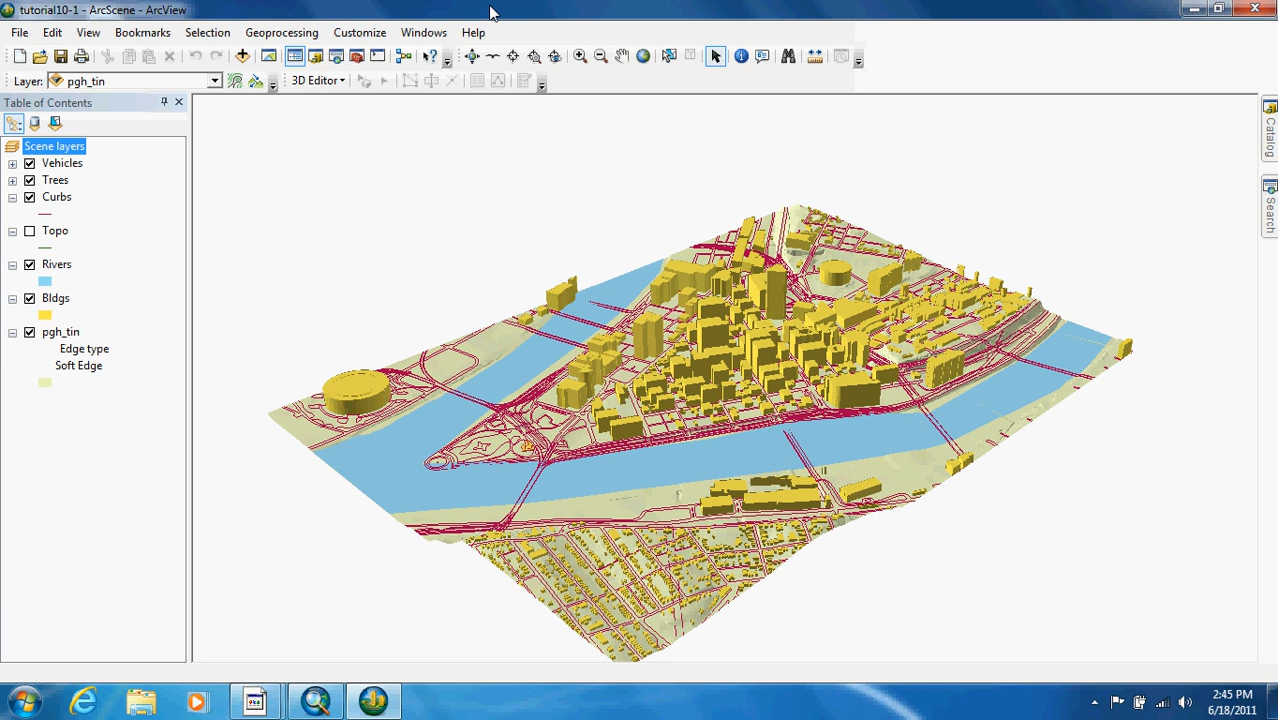 tutorial10-1 - ArcScene - ArcView
File Edit View Bookmarks Selection Geoprocessing Customize Windows Help
Layer: pgh_tin 3D Editor
Table of Contents
Scene layers
Vehicles
Trees
Curbs
Topo
Rivers
Bldgs
pgh_tin
Edge type
Soft Edge
Catalog
Search
2:45 PM
6/18/2011